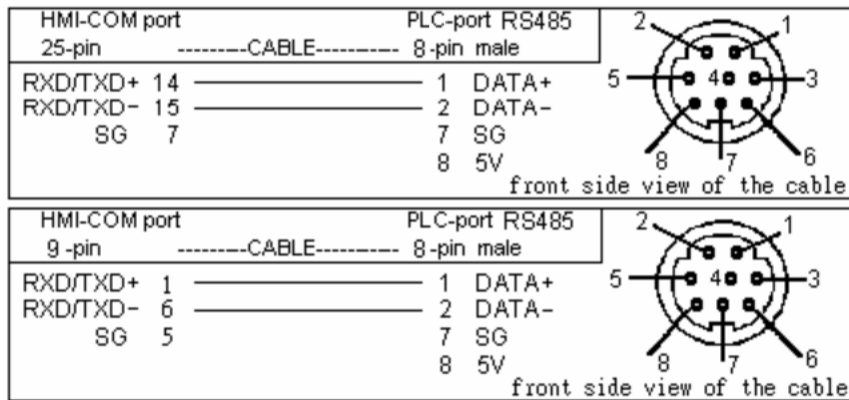 HMI-COM port PLC-port RS485
25-pin ---------CABLE----------- 8-pin male
RXD/TXD+ 14 1 DATA+
RXD/TXD- 15 2 DATA-
SG 7 7 SG
8 5V
2 1
5 4 3
8 7 6
front side view of the cable
HMI-COM port PLC-port RS485
9-pin ---------CABLE----------- 8-pin male
RXD/TXD+ 1 1 DATA+
RXD/TXD- 6 2 DATA-
SG 5 7 SG
8 5V
2 1
5 4 3
8 7 6
front side view of the cable